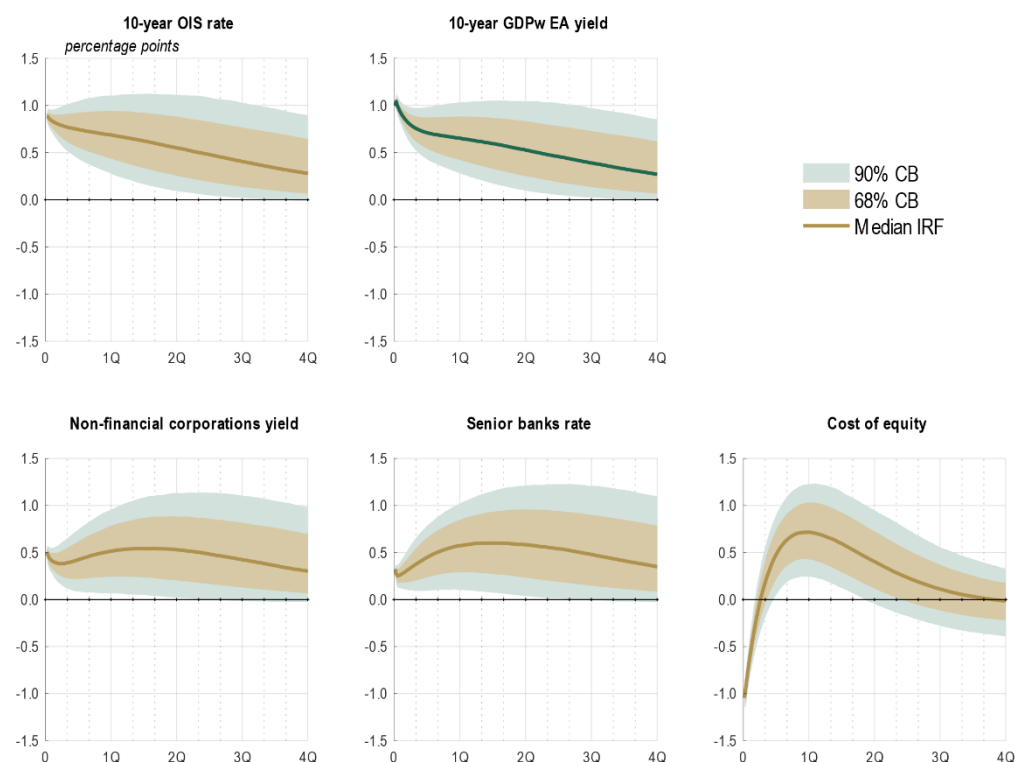 10-year OIS rate
percentage points
1.5
1.0
0.5
0.0
-0.5
-1.0
-1.5
0 1Q 2Q 3Q 4Q
10-year GDPw EA yield
1.5
1.0
0.5
0.0
-0.5
-1.0
-1.5
0 1Q 2Q 3Q 4Q
90% CB
68% CB
Median IRF
Non-financial corporations yield
1.5
1.0
0.5
0.0
-0.5
-1.0
-1.5
0 1Q 2Q 3Q 4Q
Senior banks rate
1.5
1.0
0.5
0.0
-0.5
-1.0
-1.5
0 1Q 2Q 3Q 4Q
Cost of equity
1.5
1.0
0.5
0.0
-0.5
-1.0
-1.5
0 1Q 2Q 3Q 4Q